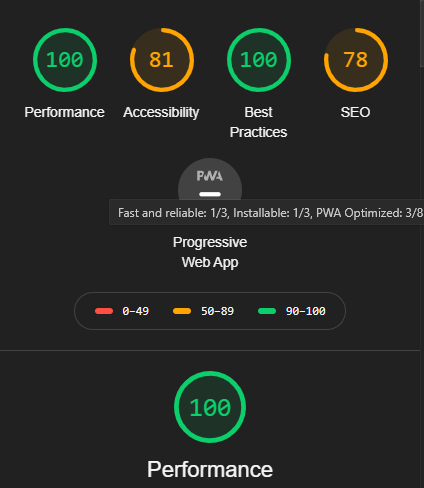 100 81 100 78
Performance Accessibility Best Practices SEO
PWA
Fast and reliable: 1/3, Installable: 1/3, PWA Optimized: 3/8
Progressive
Web App
0–49 50–89 90–100
100
Performance